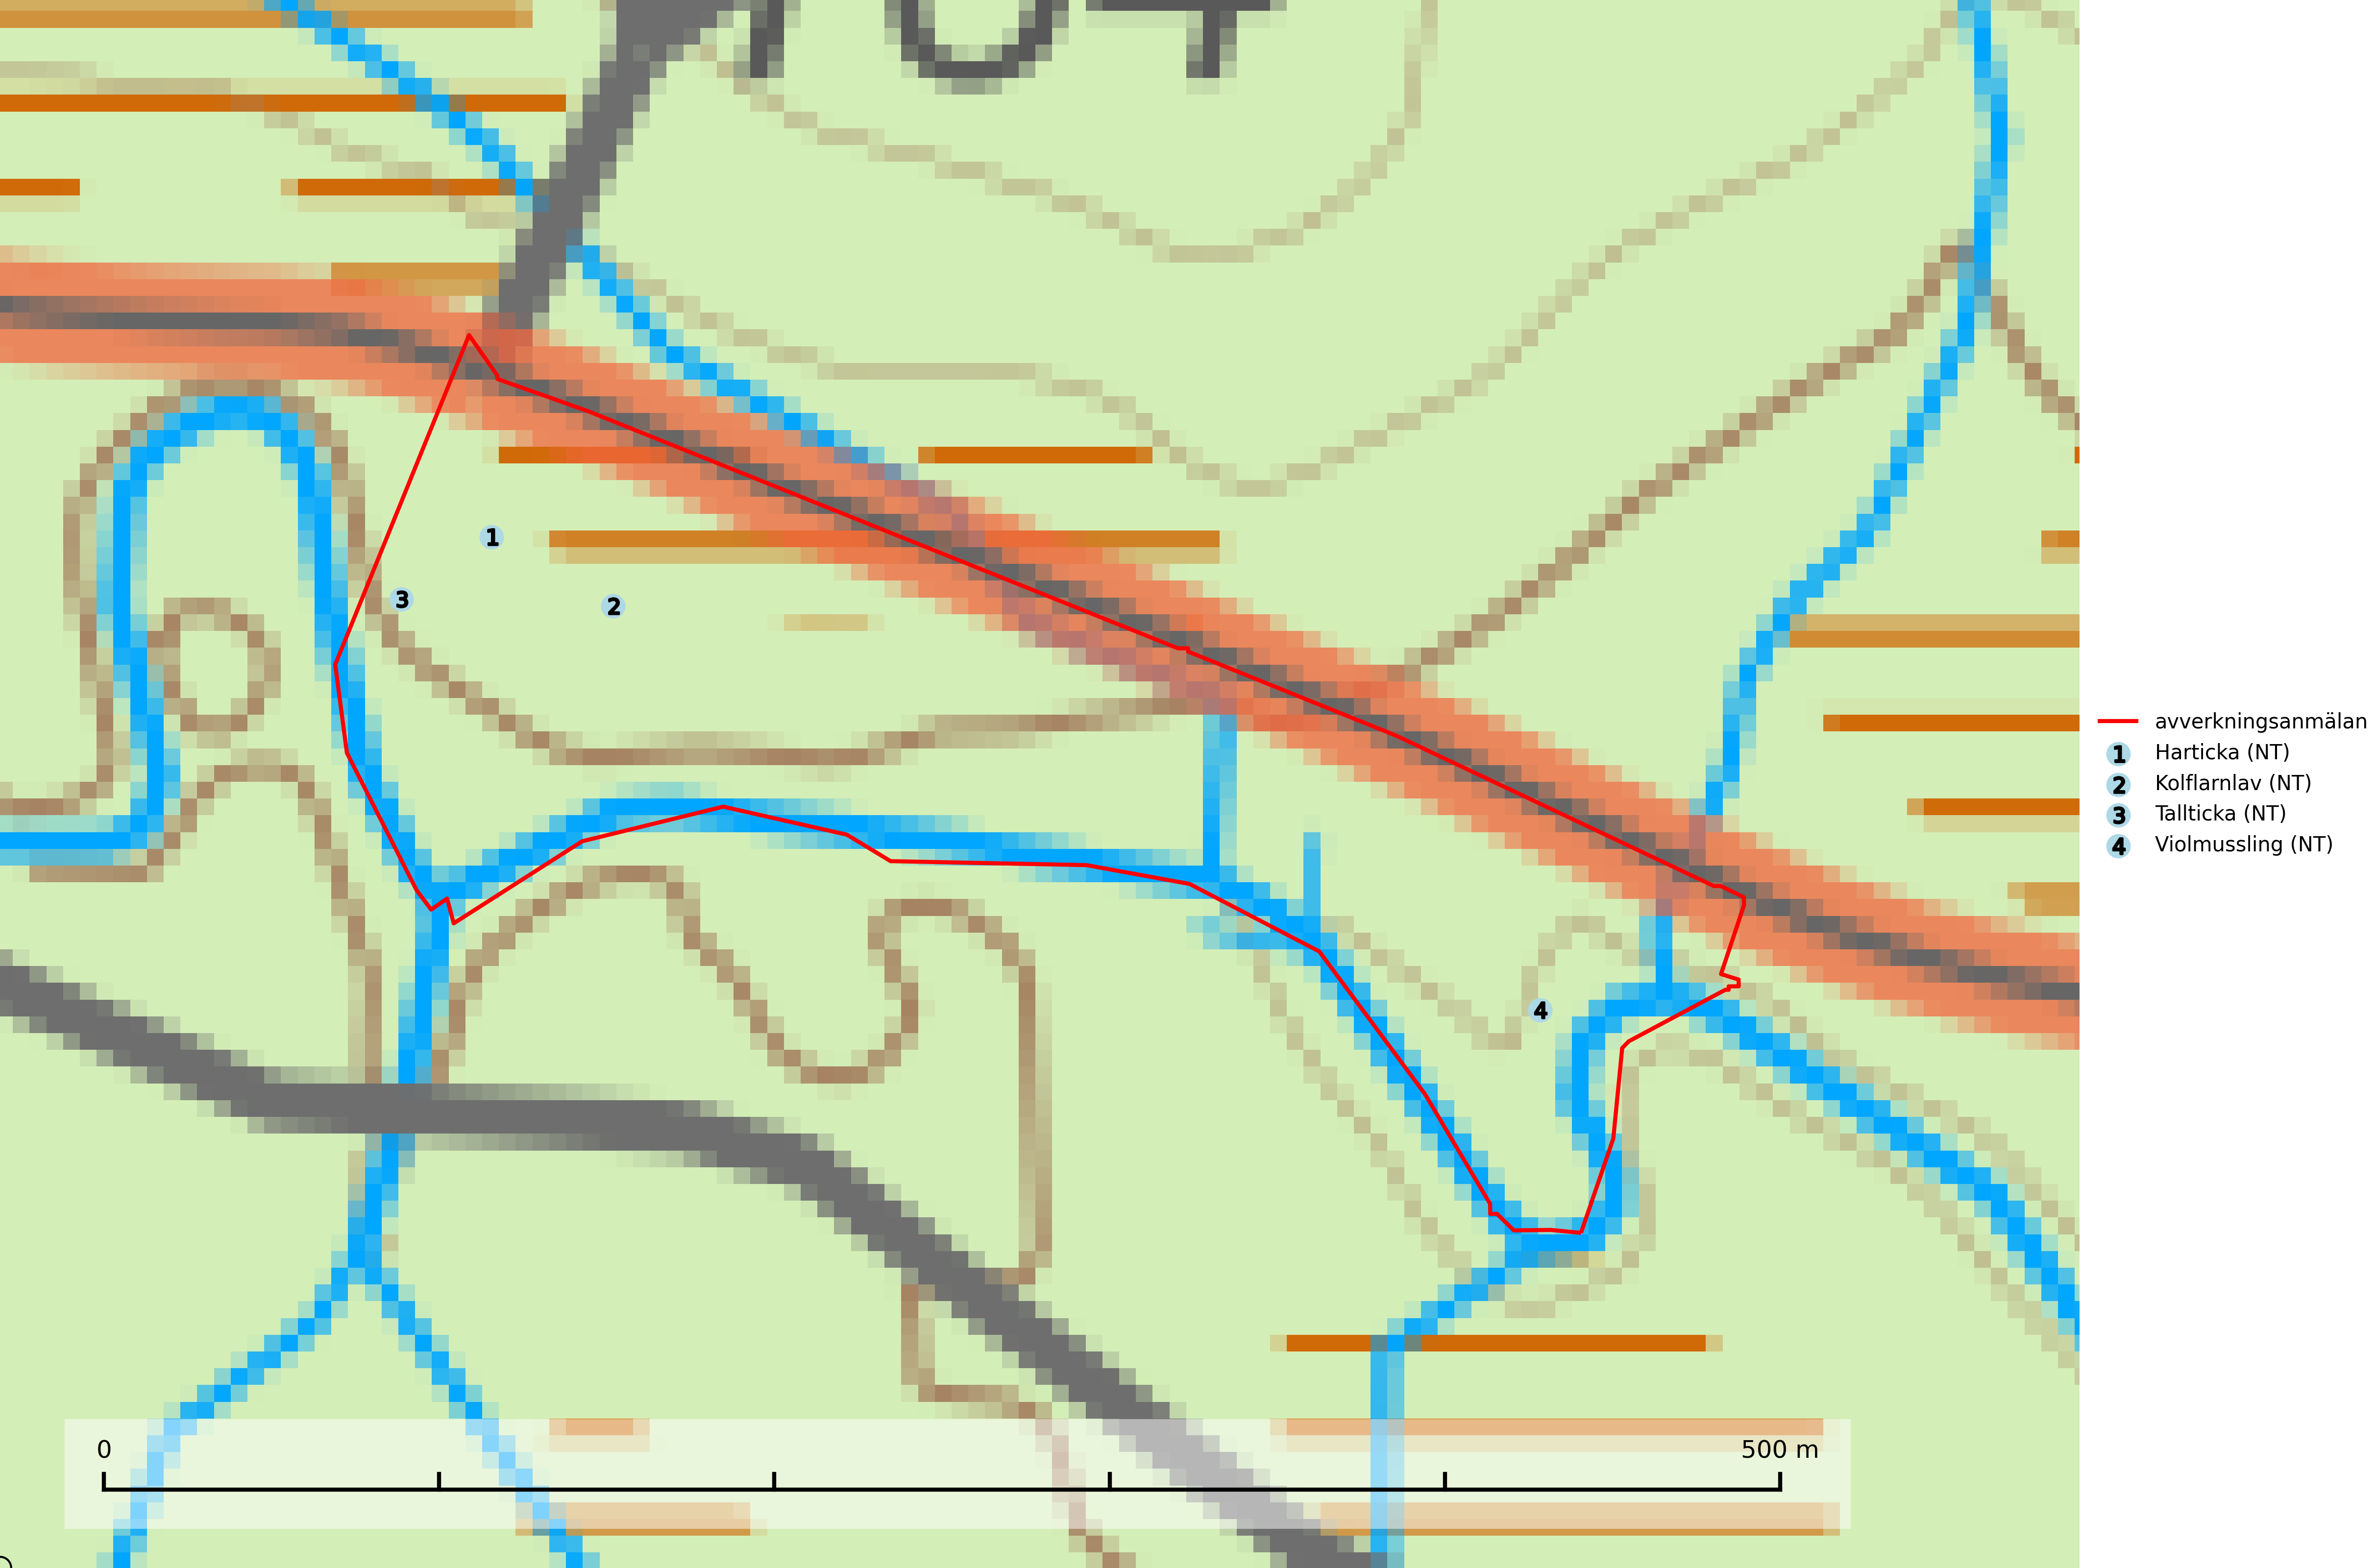 1
3
2
4
avverkningsanmälan
1 Harticka (NT)
2 Kolflarnlav (NT)
3 Tallticka (NT)
4 Violmussling (NT)
0 500 m